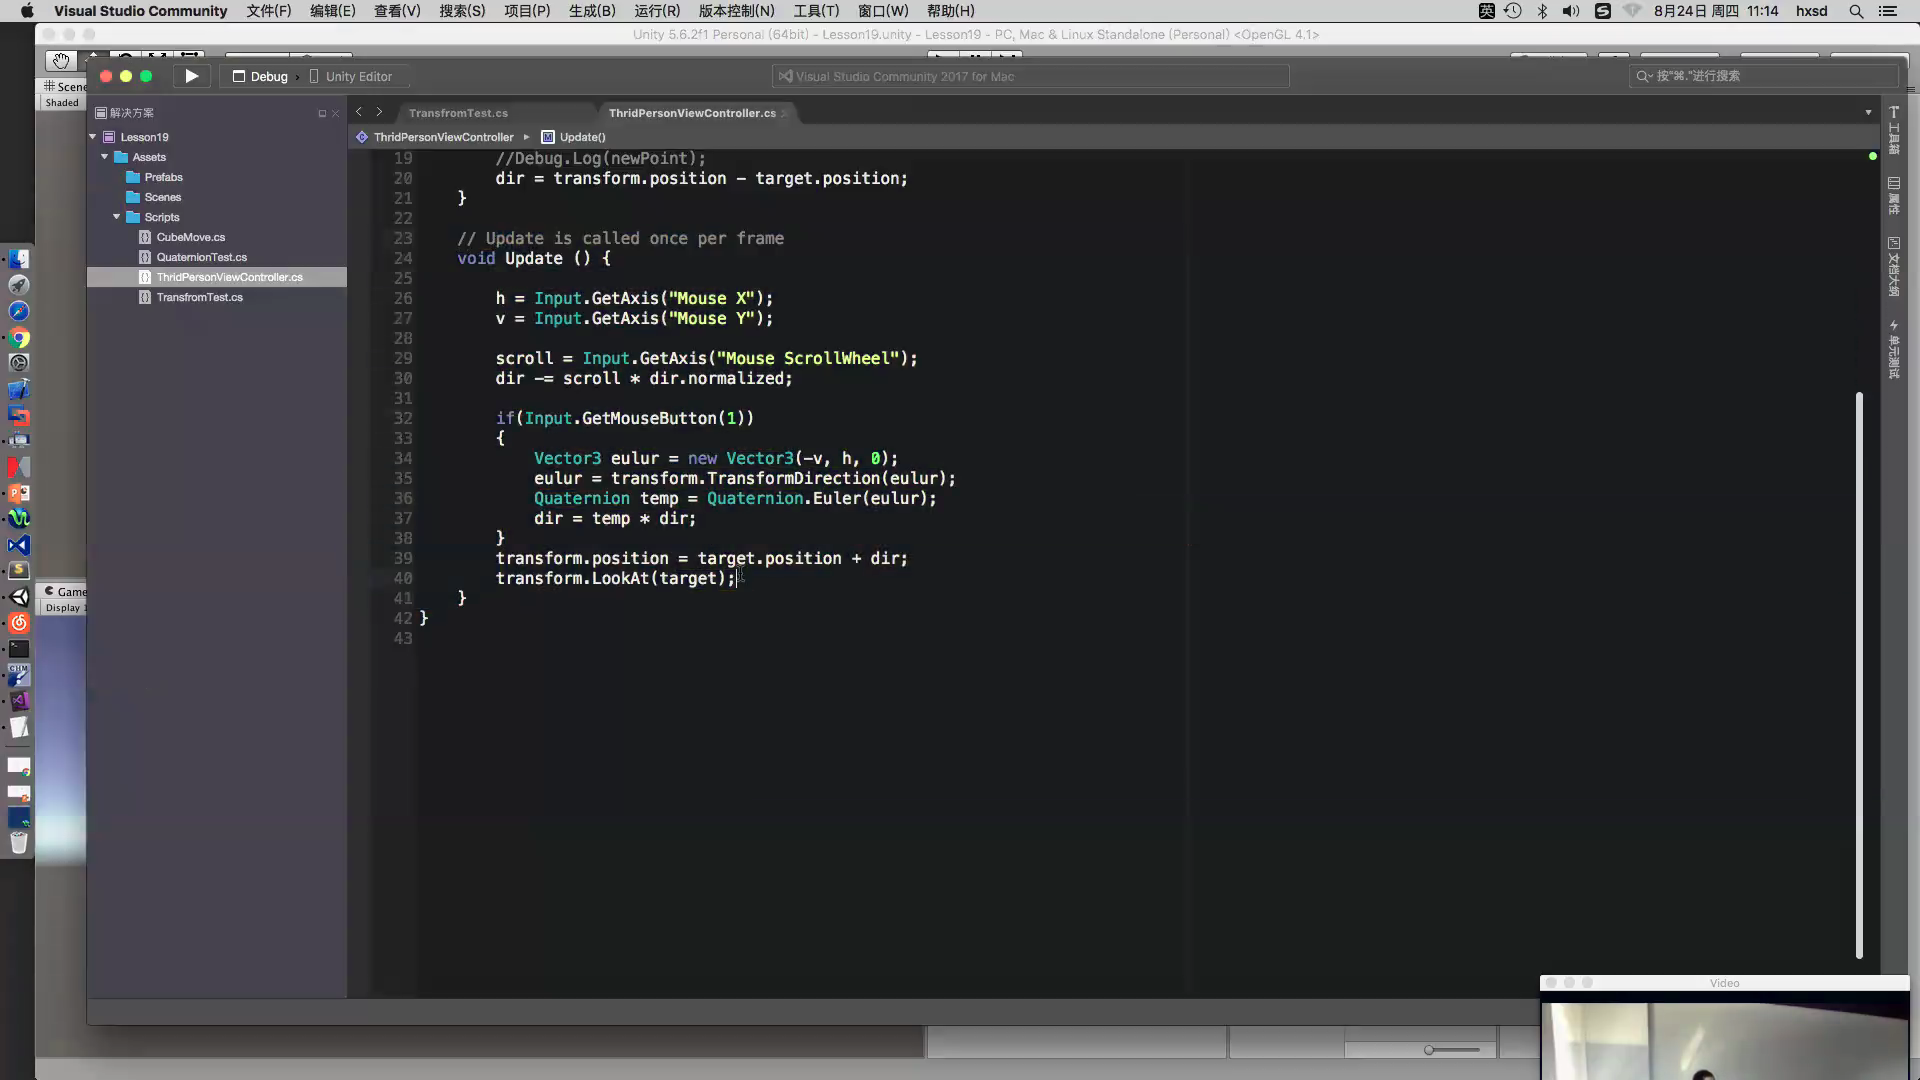 Visual Studio Community 文件(F) 编辑(E) 查看(V) 搜索(S) 项目(P) 生成(B) 运行(R) 版本控制(N) 工具(T) 窗口(W) 帮助(H) 英 8月24日 周四 11:14 hxsd
Unity 5.6.2f1 Personal (64bit) - Lesson19.unity - Lesson19 - PC, Mac & Linux Standalone (Personal) <OpenGL 4.1>
Debug › Unity Editor
Visual Studio Community 2017 for Mac
按"⌘."进行搜索
Scene
Shaded
解决方案
Lesson19
Assets
Prefabs
Scenes
Scripts
CubeMove.cs
QuaternionTest.cs
ThridPersonViewController.cs
TransfromTest.cs
TransfromTest.cs
ThridPersonViewController.cs
ThridPersonViewController ▸ Update()
19 //Debug.Log(newPoint);
20 dir = transform.position - target.position;
21 }
22
23 // Update is called once per frame
24 void Update () {
25
26 h = Input.GetAxis("Mouse X");
27 v = Input.GetAxis("Mouse Y");
28
29 scroll = Input.GetAxis("Mouse ScrollWheel");
30 dir -= scroll * dir.normalized;
31
32 if(Input.GetMouseButton(1))
33 {
34 Vector3 eulur = new Vector3(-v, h, 0);
35 eulur = transform.TransformDirection(eulur);
36 Quaternion temp = Quaternion.Euler(eulur);
37 dir = temp * dir;
38 }
39 transform.position = target.position + dir;
40 transform.LookAt(target);
41 }
42 }
43
工具箱
属性
文档大纲
单元测试
Game
Display 1
Video